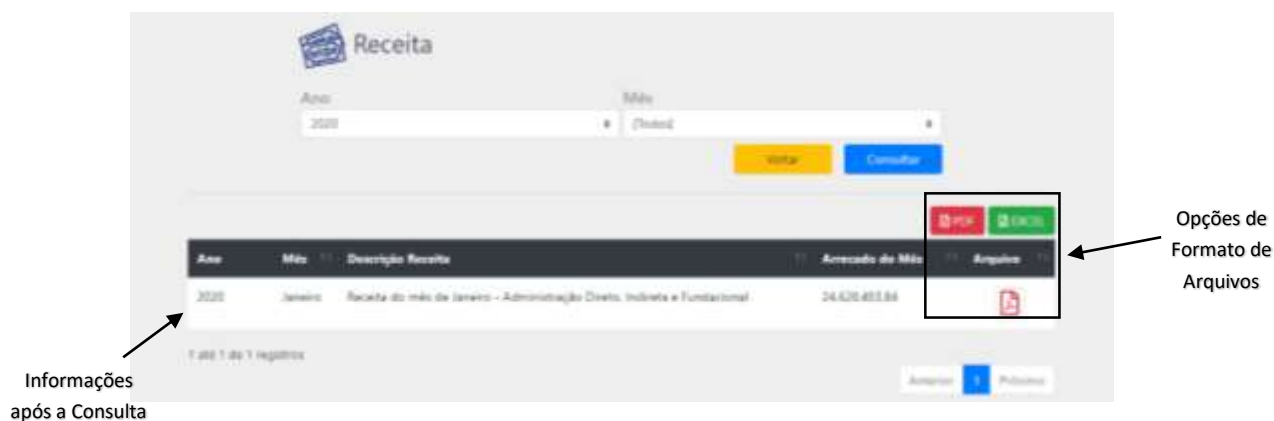 Receita
Ano:
Mês:
2020
(Todos)
Voltar
Consultar
PDF
EXCEL
Ano
Mês
Descrição Receita
Arrecado do Mês
Arquivo
2020
Janeiro
Receita do mês de Janeiro - Administração Direta, Indireta e Fundacional
24.620.493,84
1 até 1 de 1 registros
Anterior
1
Próximo
Opções de
Formato de
Arquivos
Informações
após a Consulta